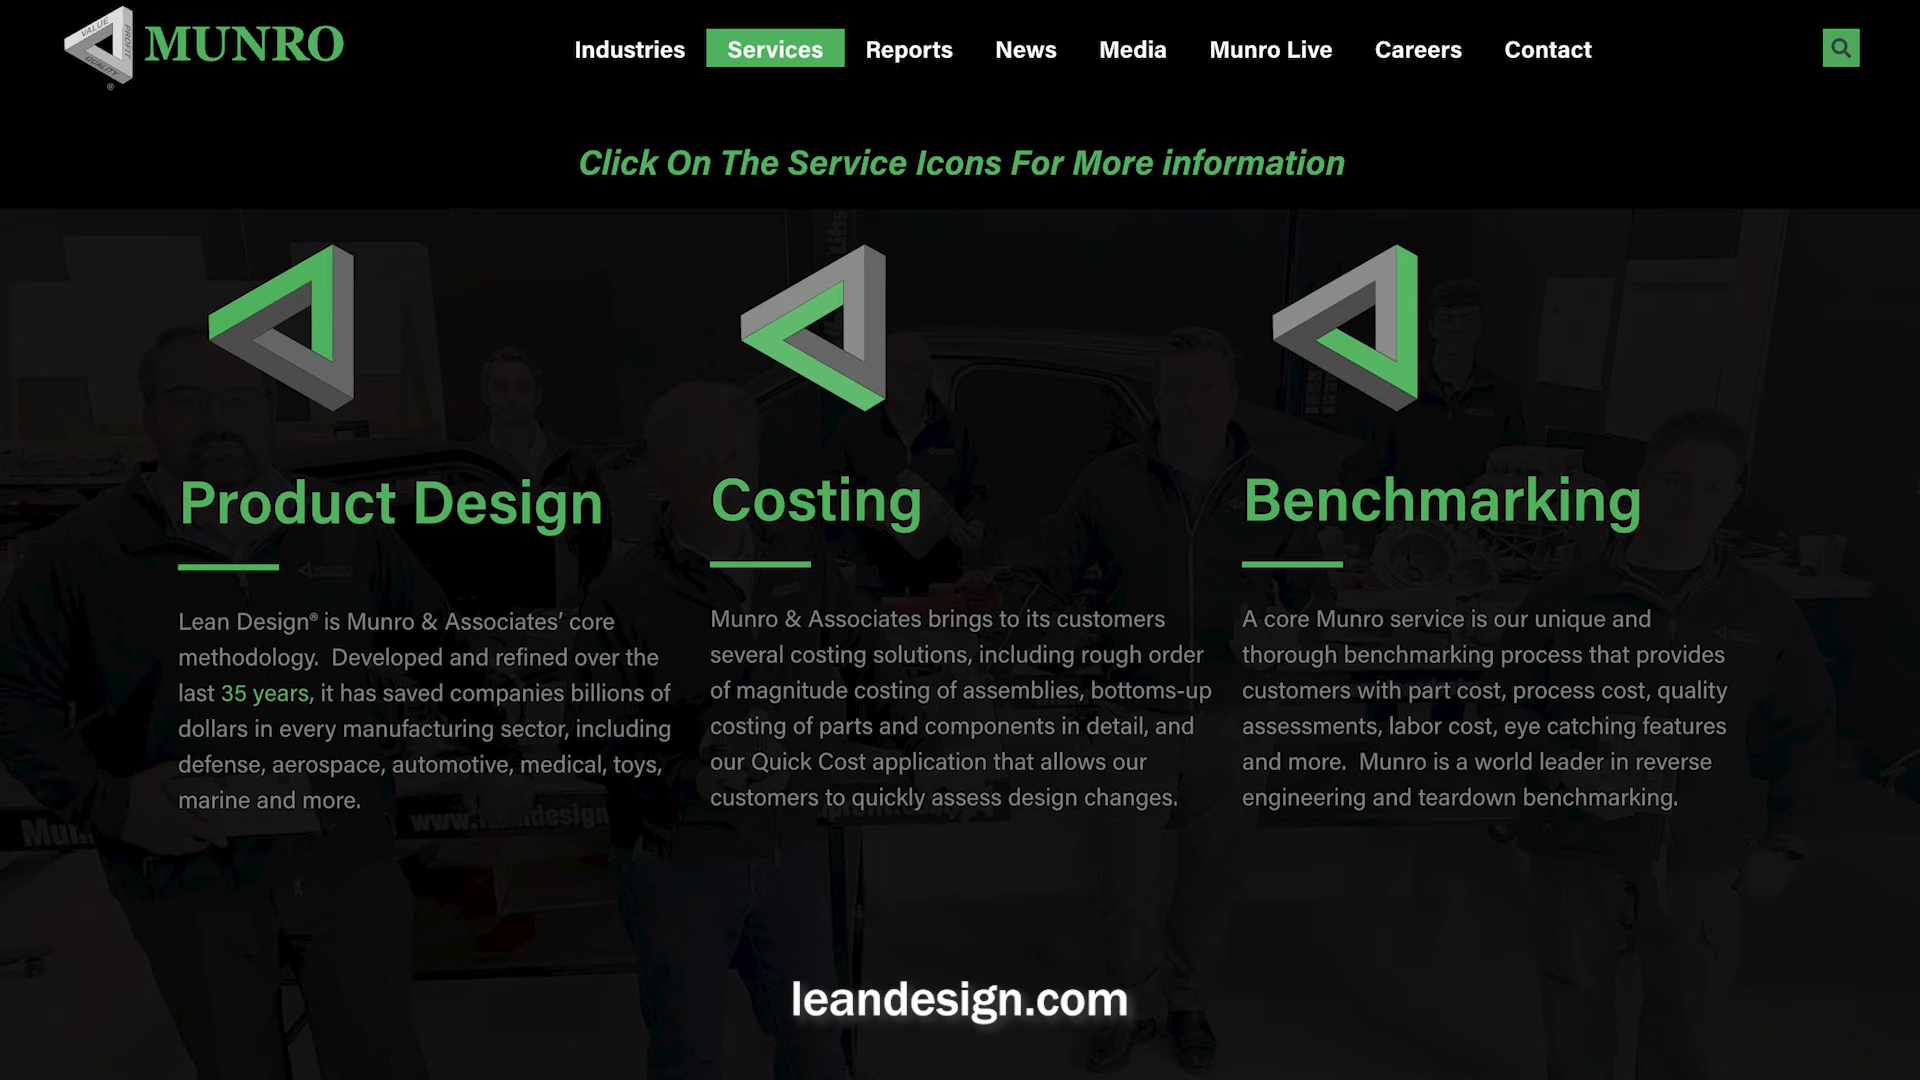 VALUE
PROFIT
QUALITY
®
MUNRO
Industries
Services
Reports
News
Media
Munro Live
Careers
Contact
Click On The Service Icons For More information
Product Design
Lean Design® is Munro & Associates’ core
methodology.  Developed and refined over the
last 35 years, it has saved companies billions of
dollars in every manufacturing sector, including
defense, aerospace, automotive, medical, toys,
marine and more.
Costing
Munro & Associates brings to its customers
several costing solutions, including rough order
of magnitude costing of assemblies, bottoms-up
costing of parts and components in detail, and
our Quick Cost application that allows our
customers to quickly assess design changes.
Benchmarking
A core Munro service is our unique and
thorough benchmarking process that provides
customers with part cost, process cost, quality
assessments, labor cost, eye catching features
and more.  Munro is a world leader in reverse
engineering and teardown benchmarking.
leandesign.com